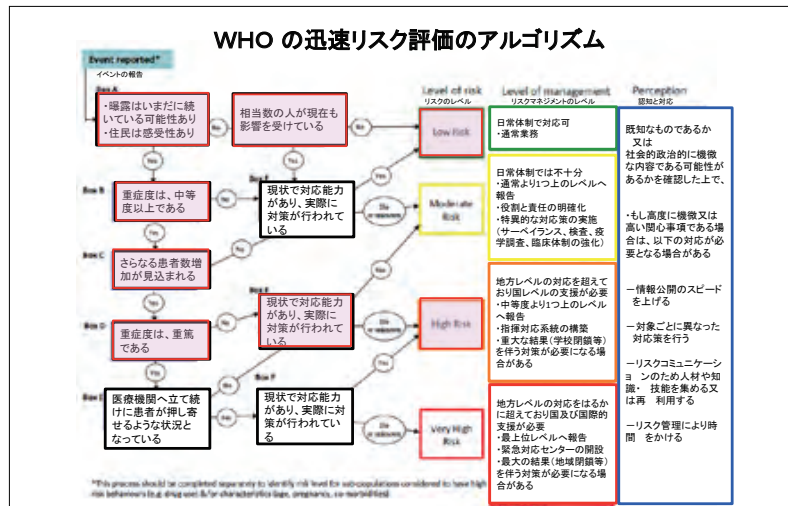 WHO の迅速リスク評価のアルゴリズム
Event reported*
イベントの報告
Box A
・曝露はいまだに続
いている可能性あり
・住民は感受性あり
No
相当数の人が現在も
影響を受けている
No
Yes
Yes
Level of risk
リスクのレベル
Level of management
リスクマネジメントのレベル
Perception
認知と対応
Low Risk
日常体制で対応可
・通常業務
Box B
重症度は、中等
度以上である
No
現状で対応能力
があり、実際に
対策が行われて
いる
Yes
Yes
No
Moderate
Risk
日常体制では不十分
・通常より1つ上のレベルへ
報告
・役割と責任の明確化
・特異的な対応策の実施
(サーベイランス、検査、疫
学調査、臨床体制の強化)
Box C
さらなる患者数増
加が見込まれる
No
Yes
Box D
重症度は、重篤
である
No
現状で対応能力
があり、実際に
対策が行われて
いる
Yes
No
High Risk
地方レベルの対応を超えて
おり国レベルの支援が必要
・中等度より1つ上のレベル
へ報告
・指揮対応系統の構築
・重大な結果(学校閉鎖等)
を伴う対策が必要になる場
合がある
医療機関へ立て続
けに患者が押し寄
せるような状況と
なっている
No
Yes
Box F
現状で対応能力
があり、実際に対
策が行われて
いる
Yes
Very High
Risk
地方レベルの対応をはるか
に超えており国及び国際的
支援が必要
・最上位レベルへ報告
・緊急対応センターの開設
・最大の結果(地域閉鎖等)
を伴う対策が必要になる場
合がある
既知なものであるか
又は
社会的政治的に機微
な内容である可能性
があるかを確認した上で、
・もし高度に機微又は
高い関心事項である場
合は、以下の対応が必
要となる場合がある
－情報公開のスピード
を上げる
－対象ごとに異なった
対応策を行う
－リスクコミュニケーショ
ンのため人材や知
識・ 技能を集める又
は再 利用する
－リスク管理により時
間 をかける
*This process should be completed separately to identify risk level for sub-populations considered to have high
risk behaviours (e.g. drug use) &/or characteristics (age, pregnancy, co-morbidities)